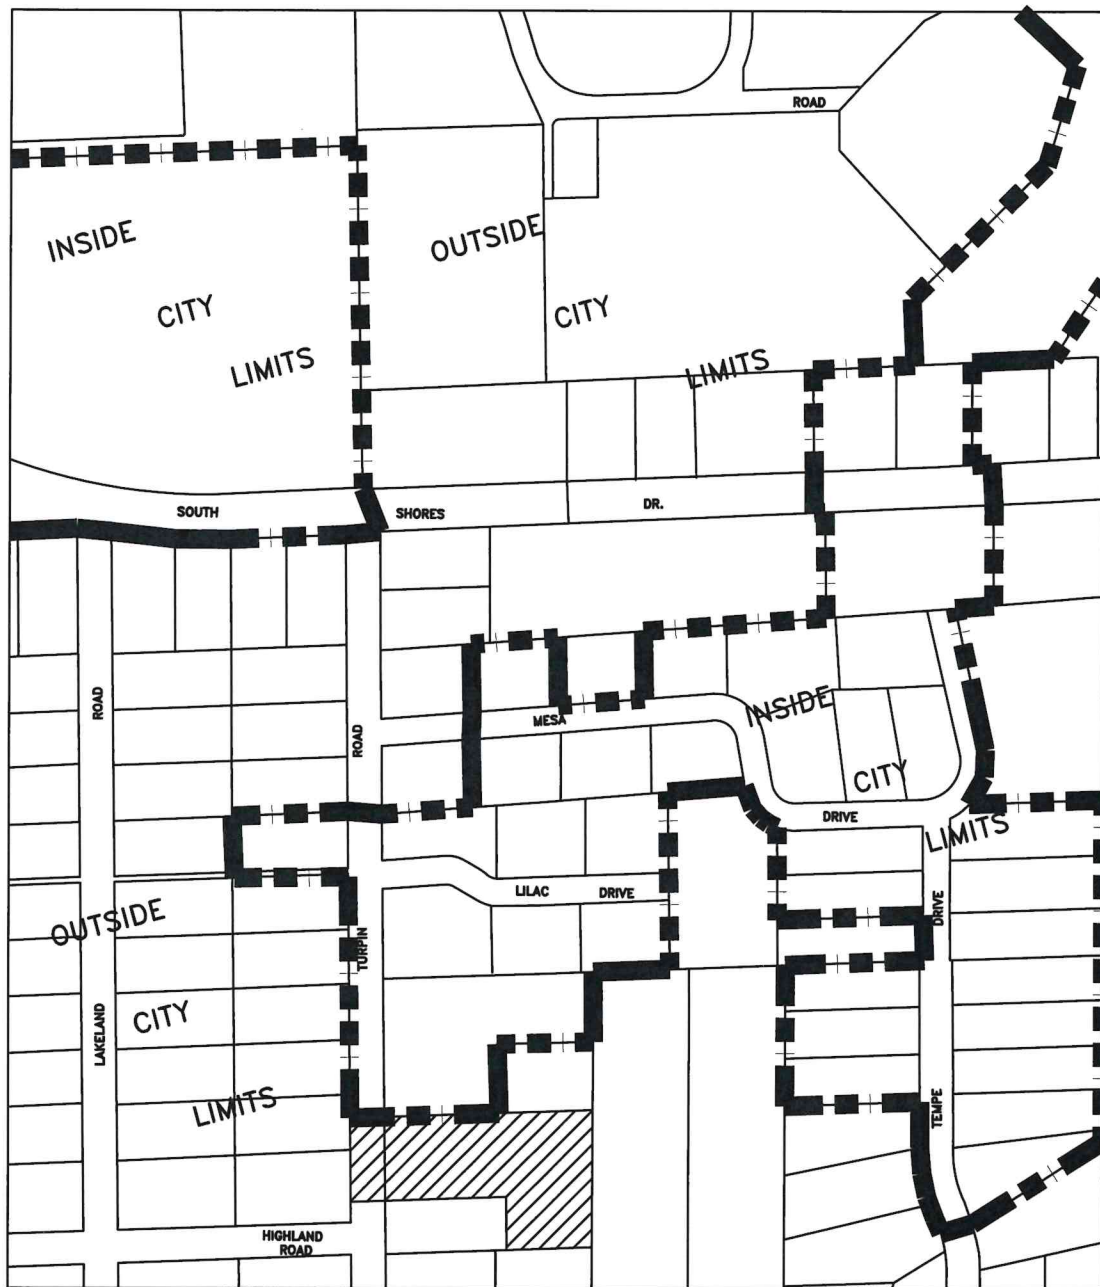 ROAD
INSIDE
CITY
LIMITS
OUTSIDE
CITY
LIMITS
SOUTH SHORES DR.
ROAD
ROAD
MESA
INSIDE
CITY
LIMITS
DRIVE
LILAC DRIVE
DRIVE
OUTSIDE
CITY
LIMITS
TURPIN
LAKELAND
TEMPE
HIGHLAND
ROAD